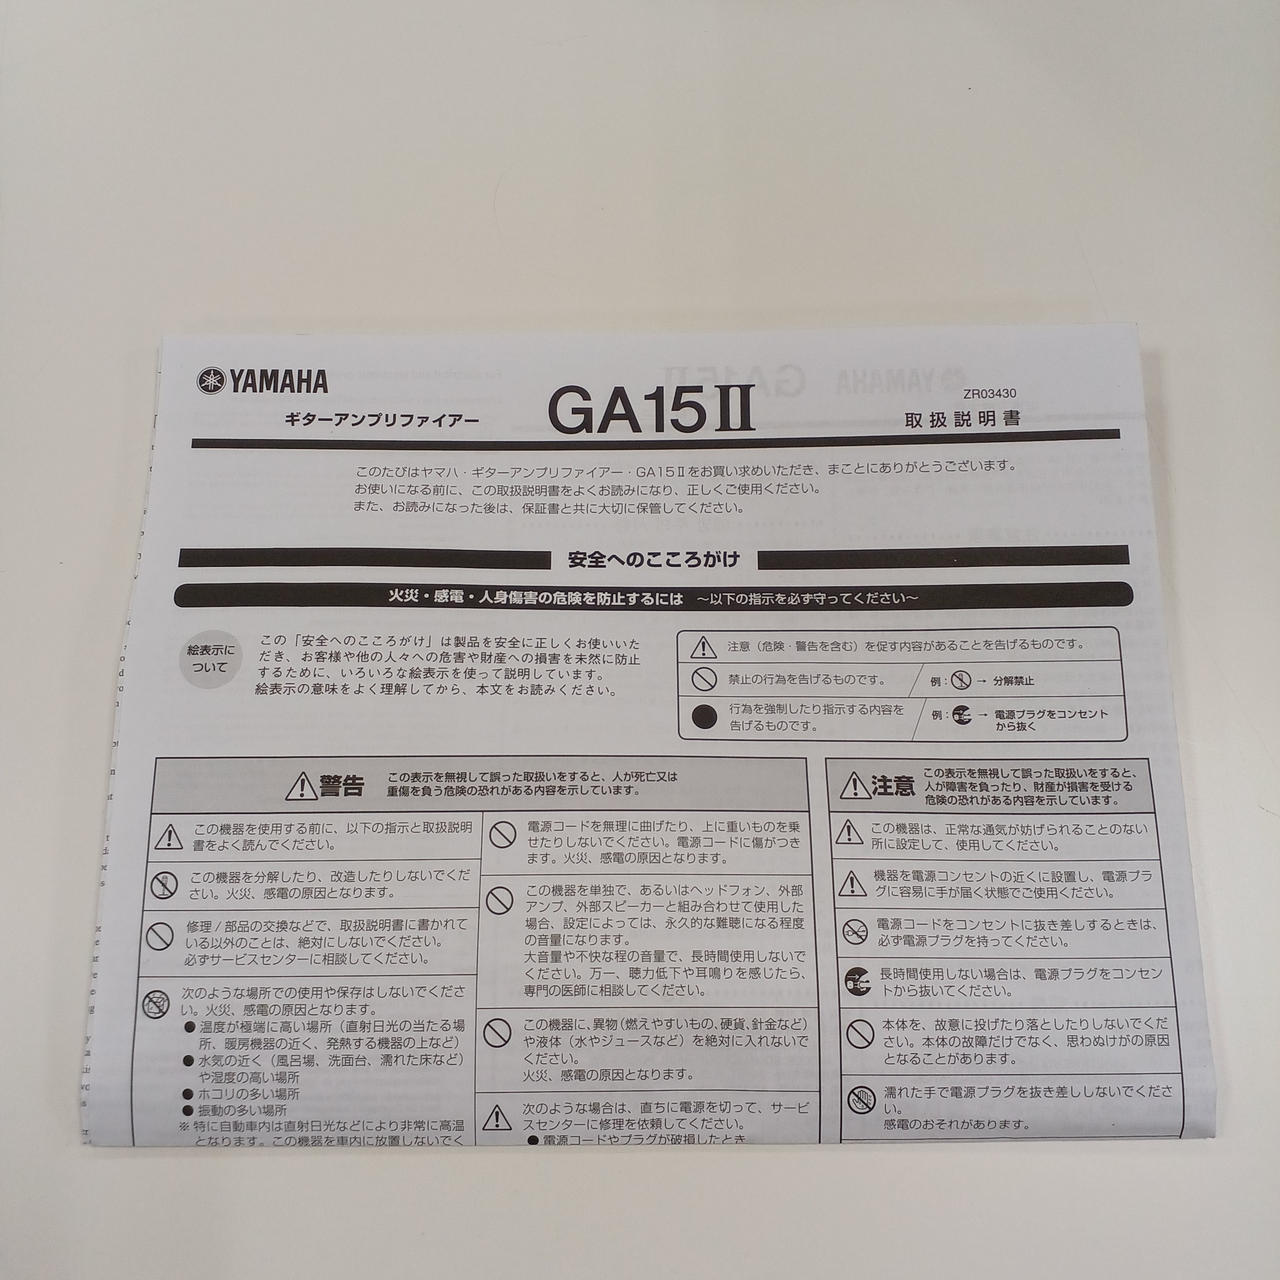 YAMAHA
ギターアンプリファイアー
GA15II
ZR03430
取扱説明書
このたびはヤマハ・ギターアンプリファイアー・GA15IIをお買い求めいただき、まことにありがとうございます。
お使いになる前に、この取扱説明書をよくお読みになり、正しくご使用ください。
また、お読みになった後は、保証書と共に大切に保管してください。
安全へのこころがけ
火災・感電・人身傷害の危険を防止するには ～以下の指示を必ず守ってください～
絵表示に
ついて
この「安全へのこころがけ」は製品を安全に正しくお使いいた
だき、お客様や他の人々への危害や財産への損害を未然に防止
するために、いろいろな絵表示を使って説明しています。
絵表示の意味をよく理解してから、本文をお読みください。
注意（危険・警告を含む）を促す内容があることを告げるものです。
禁止の行為を告げるものです。
例： → 分解禁止
行為を強制したり指示する内容を
告げるものです。
例： → 電源プラグをコンセント
から抜く
警告
この表示を無視して誤った取扱いをすると、人が死亡又は
重傷を負う危険の恐れがある内容を示しています。
この機器を使用する前に、以下の指示と取扱説明
書をよく読んでください。
この機器を分解したり、改造したりしないでくだ
さい。火災、感電の原因となります。
修理/部品の交換などで、取扱説明書に書かれて
いる以外のことは、絶対にしないでください。
必ずサービスセンターに相談してください。
次のような場所での使用や保存はしないでくださ
い。火災、感電の原因となります。
●温度が極端に高い場所（直射日光の当たる場
所、暖房機器の近く、発熱する機器の上など）
●水気の近く（風呂場、洗面台、濡れた床など）
や湿度の高い場所
●ホコリの多い場所
●振動の多い場所
※特に自動車内は直射日光などにより非常に高温
となります。この機器を車内に放置しないでく
電源コードを無理に曲げたり、上に重いものを乗
せたりしないでください。電源コードに傷がつき
ます。火災、感電の原因となります。
この機器を単独で、あるいはヘッドフォン、外部
アンプ、外部スピーカーと組み合わせて使用した
場合、設定によっては、永久的な難聴になる程度
の音量になります。
大音量や不快な程の音量で、長時間使用しないで
ください。万一、聴力低下や耳鳴りを感じたら、
専門の医師に相談してください。
この機器に、異物（燃えやすいもの、硬貨、針金など）
や液体（水やジュースなど）を絶対に入れないで
ください。
火災、感電の原因となります。
次のような場合は、直ちに電源を切って、サービ
スセンターに修理を依頼してください。
●電源コードやプラグが破損したとき
注意
この表示を無視して誤った取扱いをすると、
人が障害を負ったり、財産が損害を受ける
危険の恐れがある内容を示しています。
この機器は、正常な通気が妨げられることのない
所に設定して、使用してください。
機器を電源コンセントの近くに設置し、電源プラ
グに容易に手が届く状態でご使用ください。
電源コードをコンセントに抜き差しするときは、
必ず電源プラグを持ってください。
長時間使用しない場合は、電源プラグをコンセン
トから抜いてください。
本体を、故意に投げたり落としたりしないでくだ
さい。本体の故障だけでなく、思わぬけがの原因
となることがあります。
濡れた手で電源プラグを抜き差ししないでくださ
い。
感電のおそれがあります。